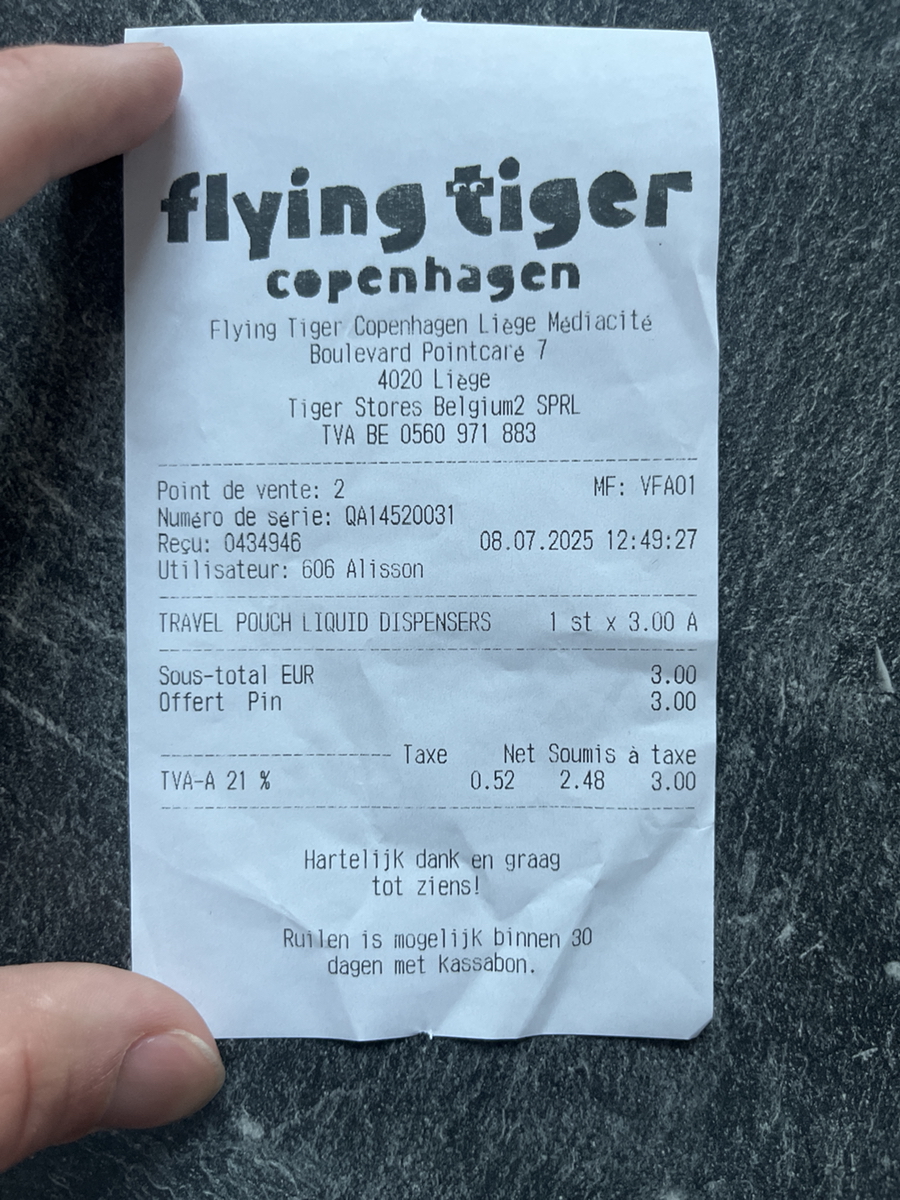 flying tiger
copenhagen
Flying Tiger Copenhagen Liège Médiacité
Boulevard Pointcaré 7
4020 Liège
Tiger Stores Belgium2 SPRL
TVA BE 0560 971 883
Point de vente: 2 MF: VFA01
Numéro de série: QA14520031
Reçu: 0434946 08.07.2025 12:49:27
Utilisateur: 606 Alisson
TRAVEL POUCH LIQUID DISPENSERS 1 st x 3.00 A
Sous-total EUR 3.00
Offert Pin 3.00
Taxe Net Soumis à taxe
TVA-A 21 % 0.52 2.48 3.00
Hartelijk dank en graag
tot ziens!
Ruilen is mogelijk binnen 30
dagen met kassabon.